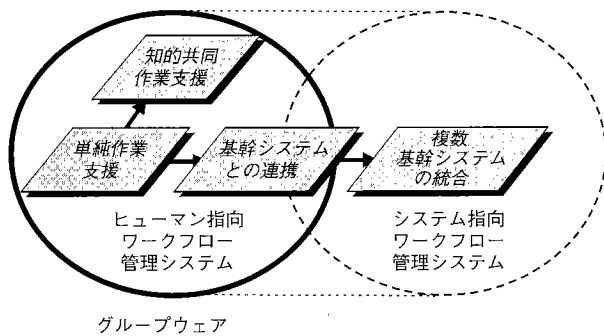 知的共同
作業支援
単純作業
支援
基幹システム
との連携
複数
基幹システム
の統合
ヒューマン指向
ワークフロー
管理システム
システム指向
ワークフロー
管理システム
グループウェア